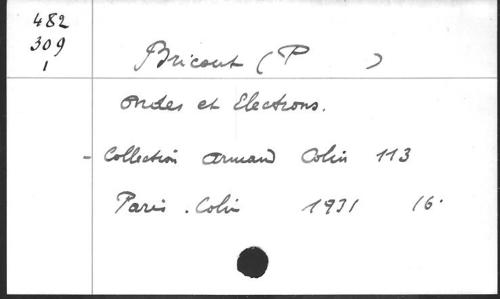 482
309
1
Bricout (P )
Ondes et Electrons.
- Collection Armand Colin 113
Paris . Colin 1931 16°